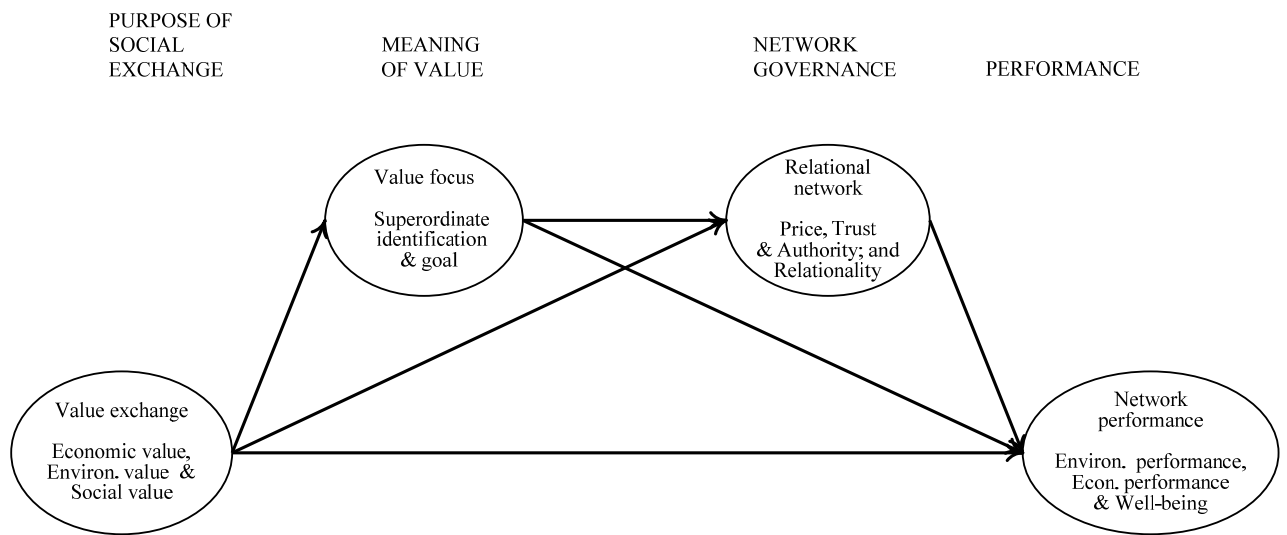 PURPOSE OF
SOCIAL
EXCHANGE
MEANING
OF VALUE
NETWORK
GOVERNANCE
PERFORMANCE
Value focus
Superordinate
identification
& goal
Relational
network
Price, Trust
& Authority; and
Relationality
Value exchange
Economic value,
Environ. value &
Social value
Network
performance
Environ. performance,
Econ. performance
& Well-being